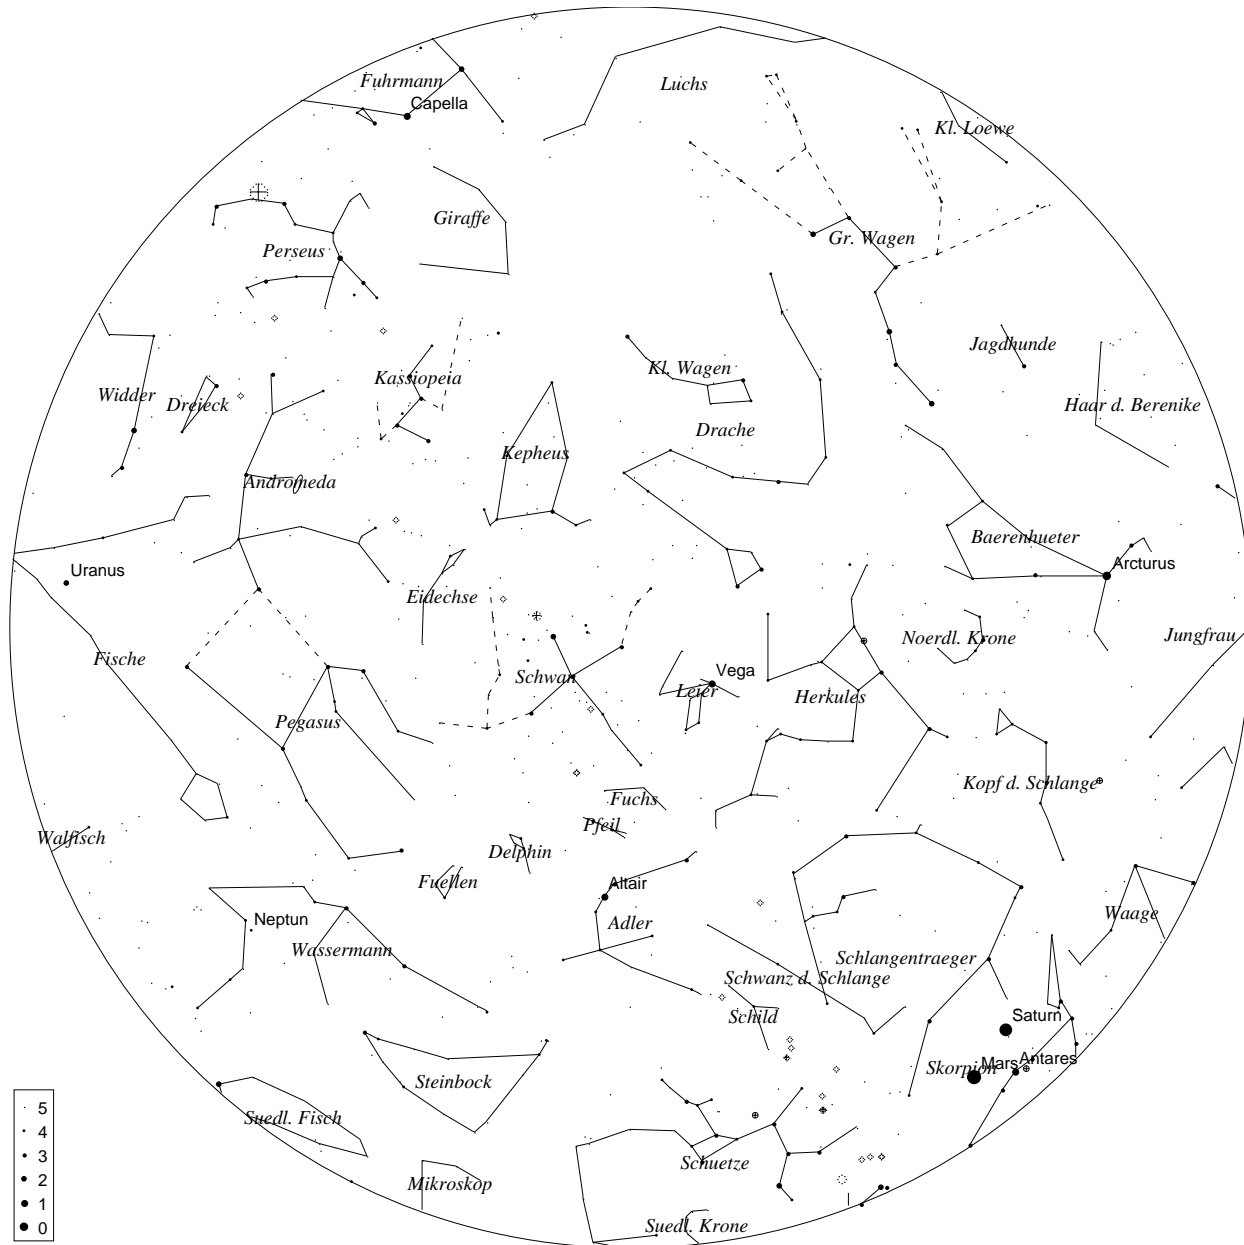 Fuhrmann
Capella
Luchs
Kl. Loewe
Giraffe
Perseus
Gr. Wagen
Jagdhunde
Kassiopeia
Kl. Wagen
Widder
Dreieck
Haar d. Berenike
Drache
Kepheus
Andromeda
Baerenhueter
Arcturus
Uranus
Eidechse
Noerdl. Krone
Jungfrau
Fische
Schwan
Vega
Leier
Herkules
Pegasus
Kopf d. Schlange
Fuchs
Pfeil
Walfisch
Delphin
Fuellen
Altair
Adler
Waage
Neptun
Wassermann
Schlangentraeger
Schwanz d. Schlange
Schild
Saturn
Skorpion
Mars
Antares
Steinbock
Suedl. Fisch
Schuetze
Mikroskop
Suedl. Krone
5
4
3
2
1
0